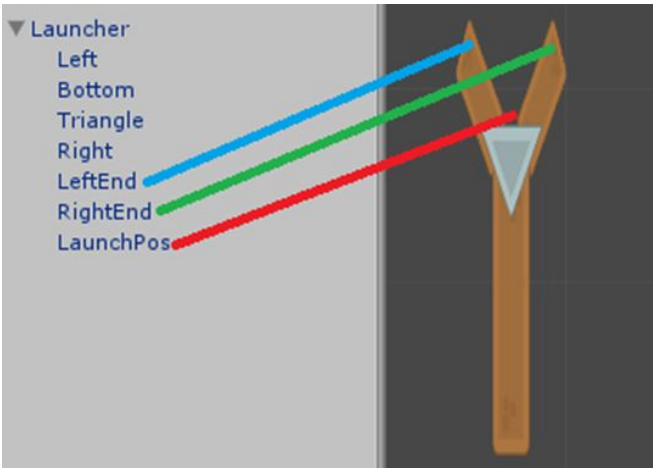 Launcher
Left
Bottom
Triangle
Right
LeftEnd
RightEnd
LaunchPos